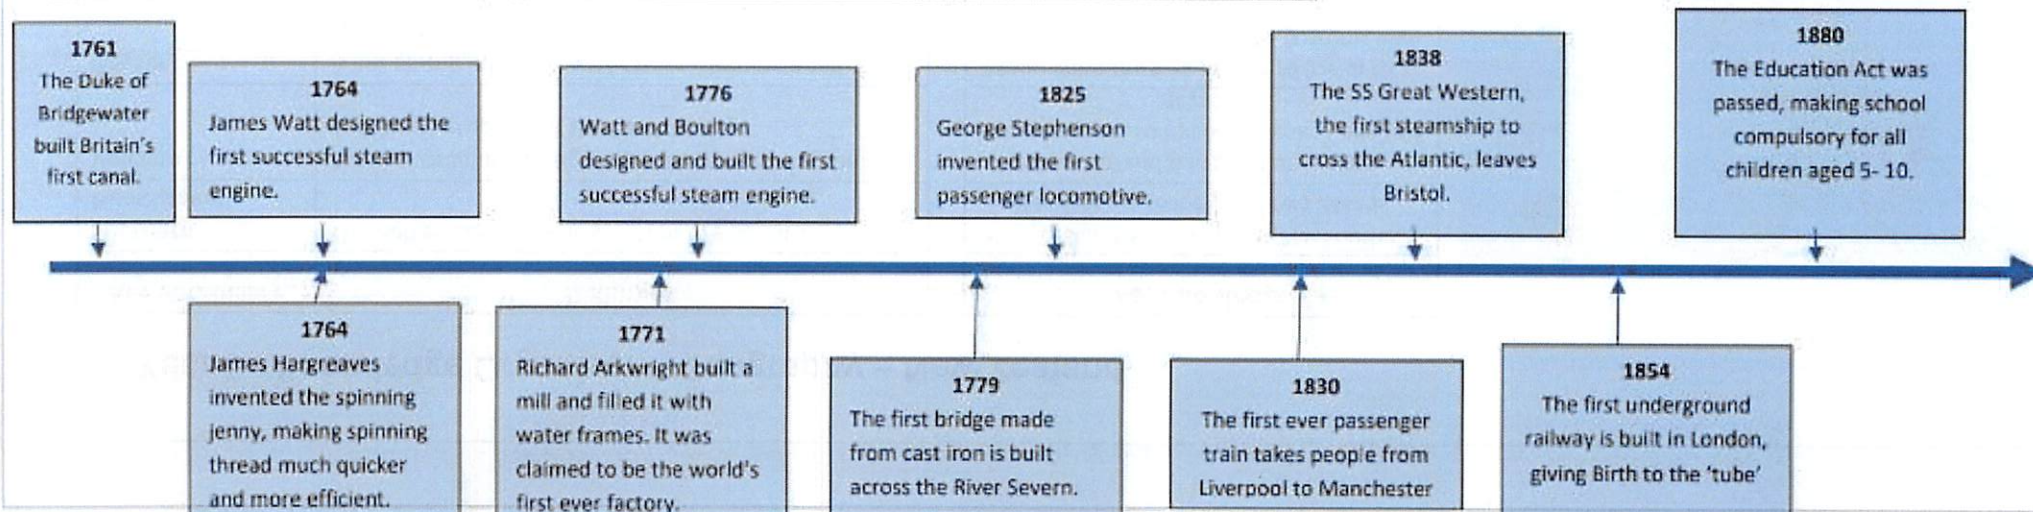 1761
The Duke of
Bridgewater
built Britain's
first canal.
1764
James Watt designed the
first successful steam
engine.
1776
Watt and Boulton
designed and built the first
successful steam engine.
1825
George Stephenson
invented the first
passenger locomotive.
1838
The SS Great Western,
the first steamship to
cross the Atlantic, leaves
Bristol.
1880
The Education Act was
passed, making school
compulsory for all
children aged 5- 10.
1764
James Hargreaves
invented the spinning
jenny, making spinning
thread much quicker
and more efficient.
1771
Richard Arkwright built a
mill and filled it with
water frames. It was
claimed to be the world's
first ever factory.
1779
The first bridge made
from cast iron is built
across the River Severn.
1830
The first ever passenger
train takes people from
Liverpool to Manchester
1854
The first underground
railway is built in London,
giving Birth to the 'tube'